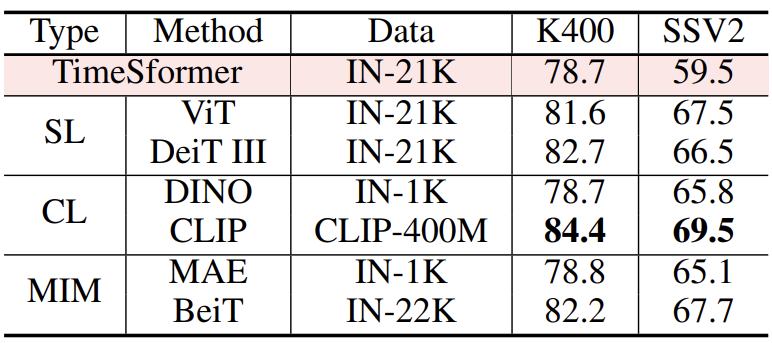 Type Method Data K400 SSV2
TimeSformer IN-21K 78.7 59.5
SL ViT IN-21K 81.6 67.5
DeiT III IN-21K 82.7 66.5
CL DINO IN-1K 78.7 65.8
CLIP CLIP-400M 84.4 69.5
MIM MAE IN-1K 78.8 65.1
BeiT IN-22K 82.2 67.7